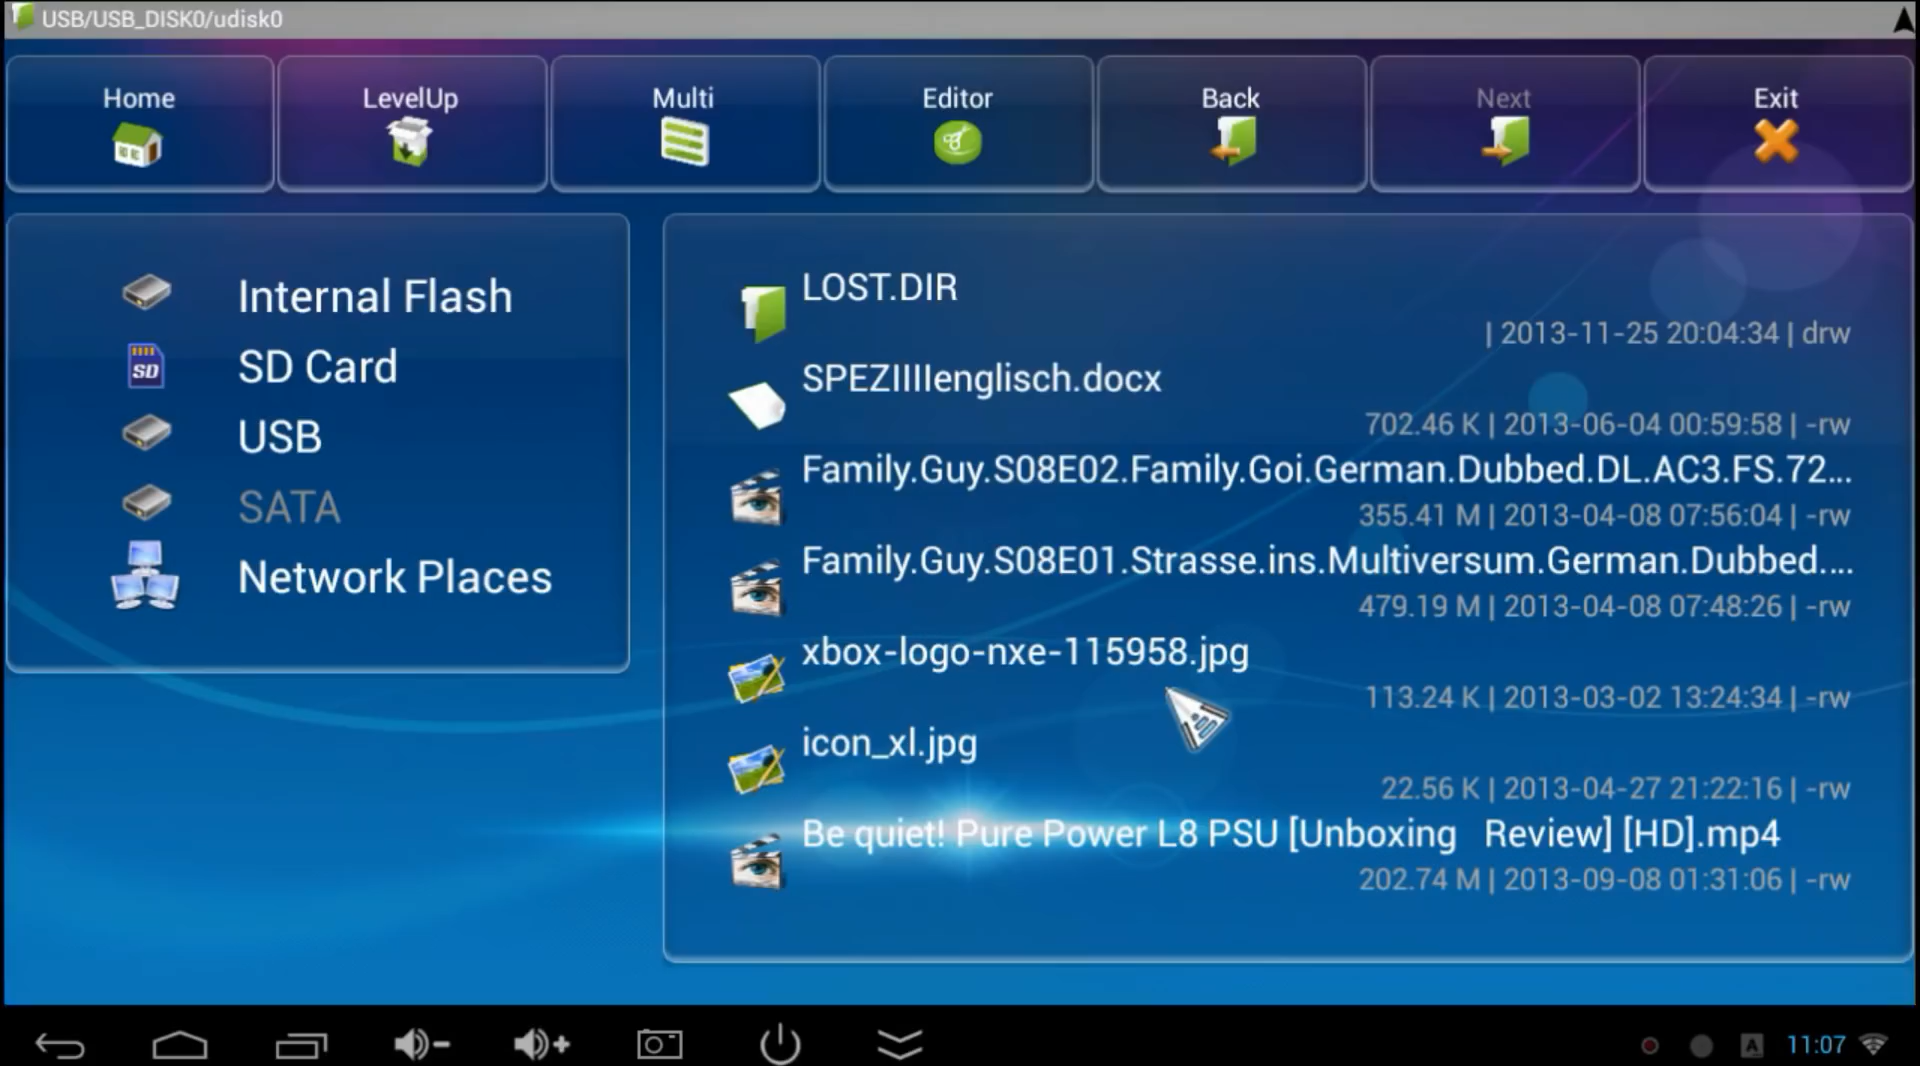 USB/USB_DISK0/udisk0
Home
LevelUp
Multi
Editor
Back
Next
Exit
Internal Flash
SD Card
USB
SATA
Network Places
LOST.DIR
| 2013-11-25 20:04:34 | drw
SPEZIIIIenglisch.docx
702.46 K | 2013-06-04 00:59:58 | -rw
Family.Guy.S08E02.Family.Goi.German.Dubbed.DL.AC3.FS.72...
355.41 M | 2013-04-08 07:56:04 | -rw
Family.Guy.S08E01.Strasse.ins.Multiversum.German.Dubbed....
479.19 M | 2013-04-08 07:48:26 | -rw
xbox-logo-nxe-115958.jpg
113.24 K | 2013-03-02 13:24:34 | -rw
icon_xl.jpg
22.56 K | 2013-04-27 21:22:16 | -rw
Be quiet! Pure Power L8 PSU [Unboxing   Review] [HD].mp4
202.74 M | 2013-09-08 01:31:06 | -rw
SD
A
11:07